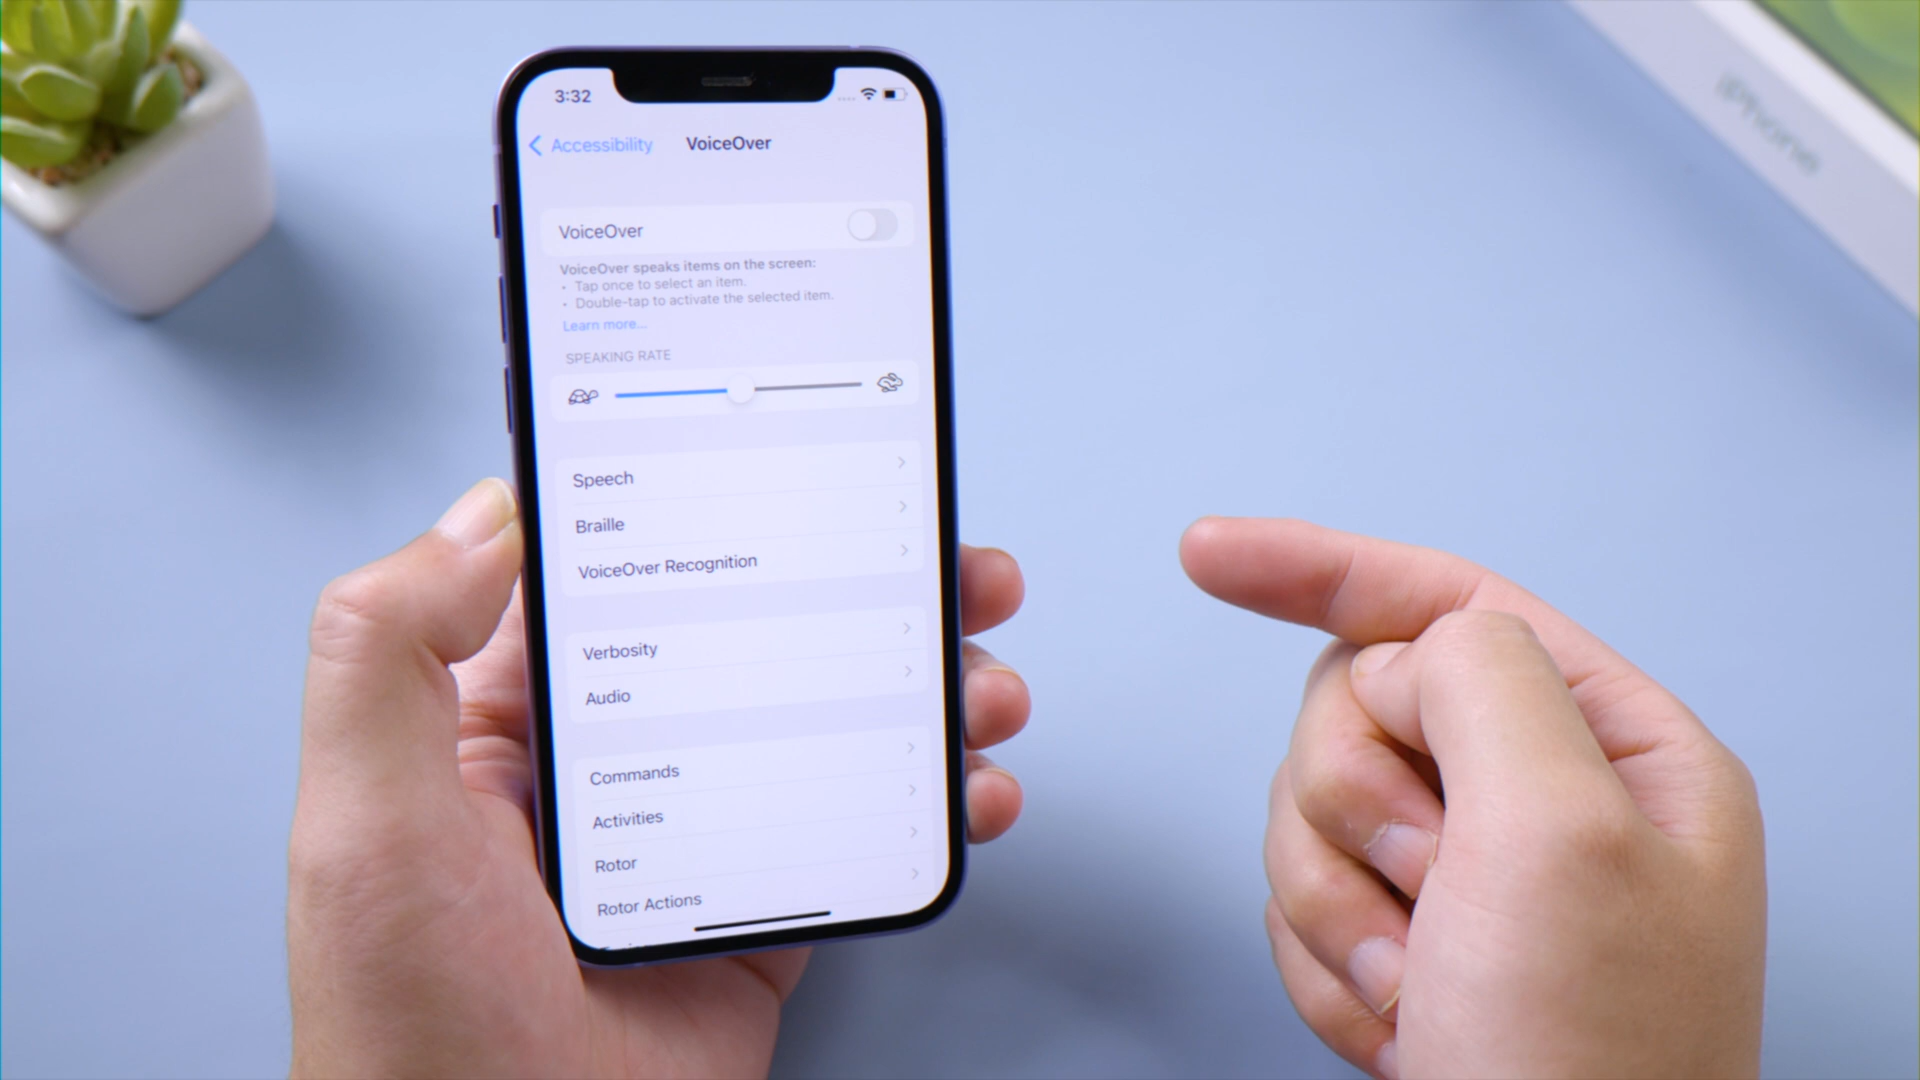 3:32
Accessibility VoiceOver
VoiceOver
VoiceOver speaks items on the screen:
• Tap once to select an item.
• Double-tap to activate the selected item.
Learn more...
SPEAKING RATE
Speech
Braille
VoiceOver Recognition
Verbosity
Audio
Commands
Activities
Rotor
Rotor Actions
iPhone